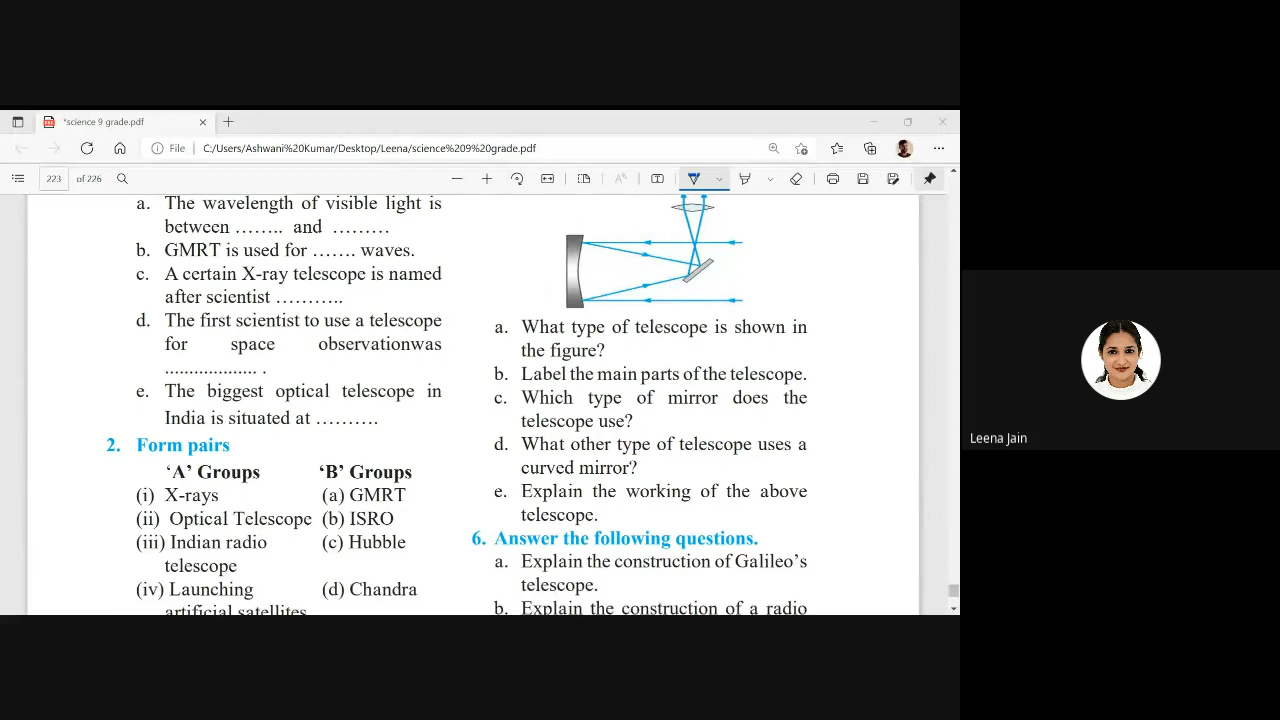 *science 9 grade.pdf
File
C:/Users/Ashwani%20Kumar/Desktop/Leena/science%209%20grade.pdf
223 of 226
a. The wavelength of visible light is
between …….. and ………
b. GMRT is used for ……. waves.
c. A certain X-ray telescope is named
after scientist ………..
d. The first scientist to use a telescope
for space observationwas
.................. .
e. The biggest optical telescope in
India is situated at ……….
2. Form pairs
‘A’ Groups ‘B’ Groups
(i) X-rays (a) GMRT
(ii) Optical Telescope (b) ISRO
(iii) Indian radio (c) Hubble
telescope
(iv) Launching (d) Chandra
artificial satellites
a. What type of telescope is shown in
the figure?
b. Label the main parts of the telescope.
c. Which type of mirror does the
telescope use?
d. What other type of telescope uses a
curved mirror?
e. Explain the working of the above
telescope.
6. Answer the following questions.
a. Explain the construction of Galileo’s
telescope.
b. Explain the construction of a radio
Leena Jain